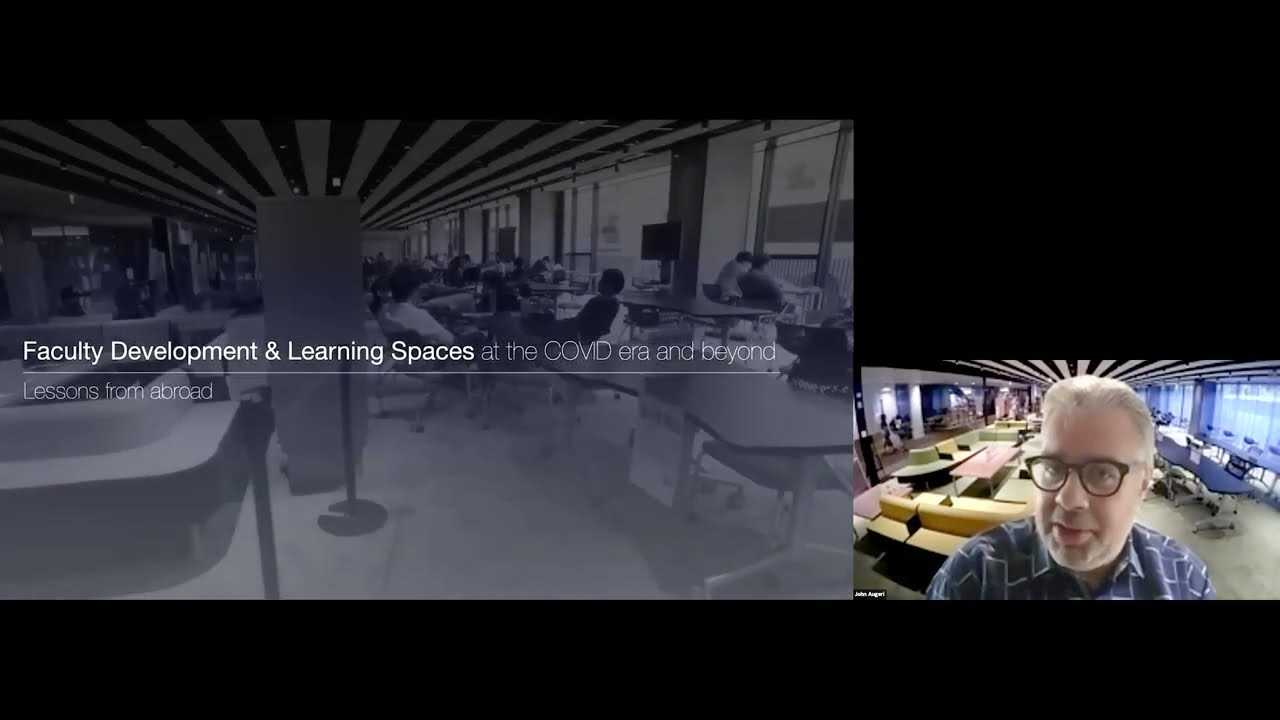 Faculty Development & Learning Spaces at the COVID era and beyond
Lessons from abroad
John Augeri